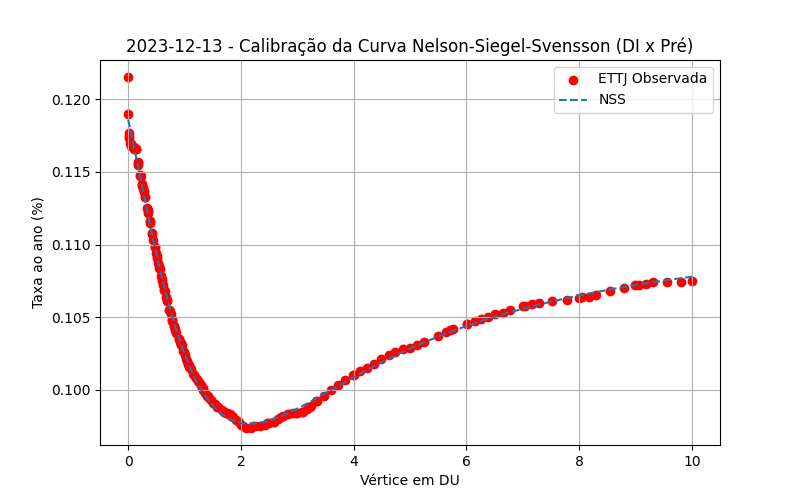 2023-12-13 - Calibração da Curva Nelson-Siegel-Svensson (DI x Pré)
ETTJ Observada
NSS
0.120
0.115
0.110
0.105
0.100
Taxa ao ano (%)
0 2 4 6 8 10
Vértice em DU